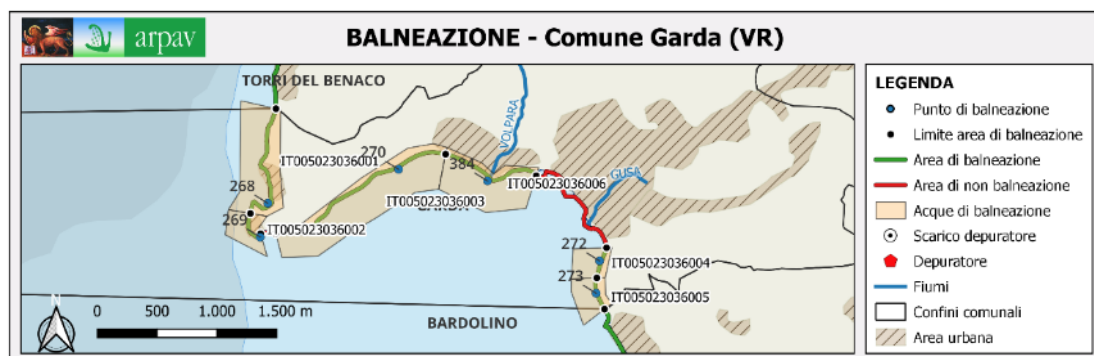 arpav
BALNEAZIONE - Comune Garda (VR)
TORRI DEL BENACO
VOLPARA
270
IT005023036001
384
GUSA
268
IT005023036006
IT005023036003
269
IT005023036002
272
IT005023036004
273
IT005023036005
N
0 500 1.000 1.500 m
BARDOLINO
LEGENDA
Punto di balneazione
Limite area di balneazione
Area di balneazione
Area di non balneazione
Acque di balneazione
Scarico depuratore
Depuratore
Fiumi
Confini comunali
Area urbana